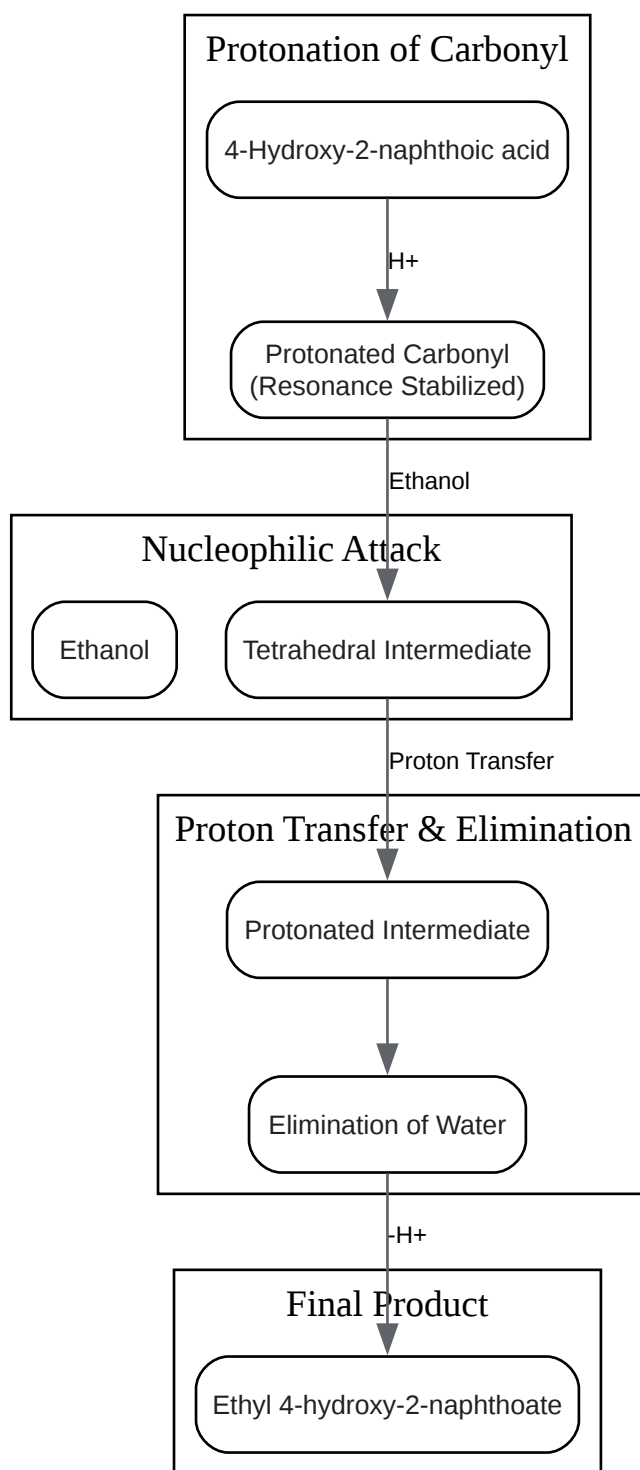 Protonation of Carbonyl
4-Hydroxy-2-naphthoic acid
H+
Protonated Carbonyl
(Resonance Stabilized)
Ethanol
Nucleophilic Attack
Ethanol
Tetrahedral Intermediate
Proton Transfer
Proton Transfer & Elimination
Protonated Intermediate
Elimination of Water
-H+
Final Product
Ethyl 4-hydroxy-2-naphthoate